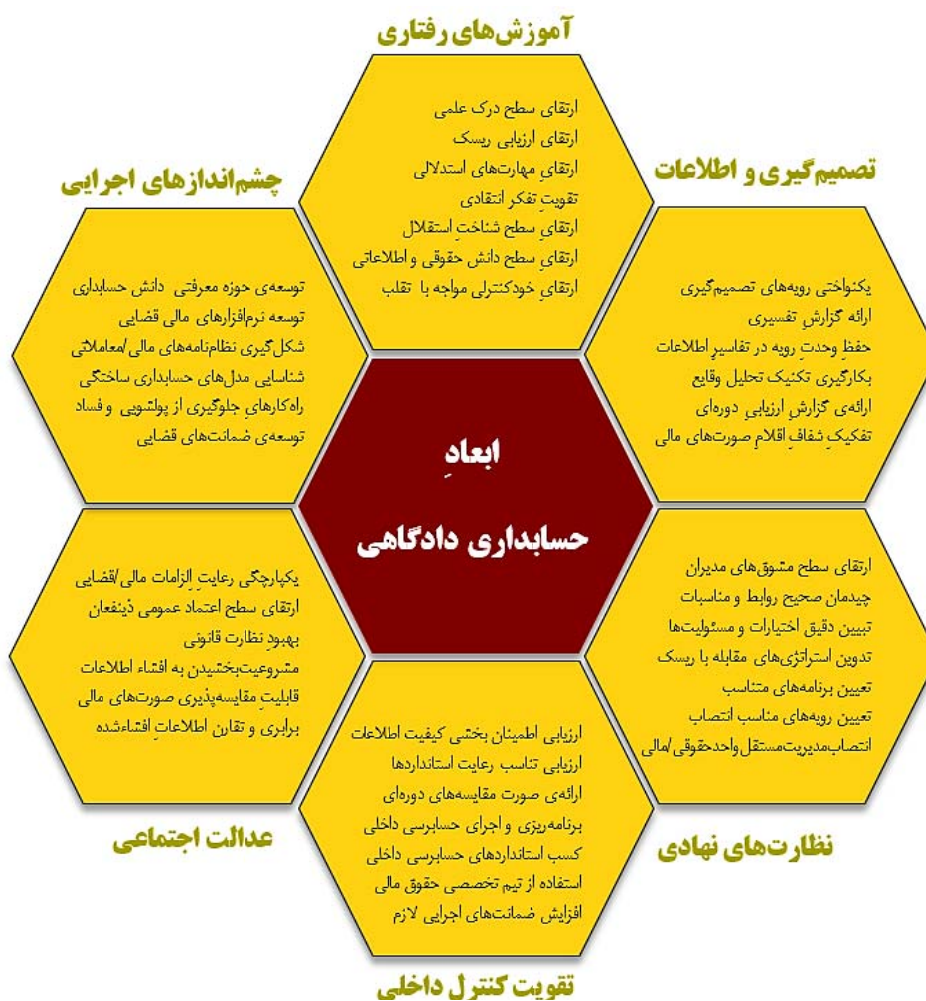 آموزش‌های رفتاری
ارتقای سطح درک علمی
ارتقای ارزیابی ریسک
ارتقایِ مهارت‌های استدلالی
تقویتِ تفکر انتقادی
ارتقایِ سطح شناختِ استقلال
ارتقایِ سطح دانش حقوقی و اطلاعاتی
ارتقایِ خودکنترلی مواجه با تقلب
تصمیم‌گیری و اطلاعات
یکنواختی رویه‌های تصمیم‌گیری
ارائه گزارشِ تفسیری
حفظِ وحدتِ رویه در تفاسیرِ اطلاعات
بکارگیری تکنیک تحلیل وقایع
ارائه‌ی گزارشِ ارزیابیِ دوره‌ای
تفکیکِ شفافِ اقلامِ صورت‌های مالی
چشم‌اندازهای اجرایی
توسعه‌ی حوزه معرفتی دانش حسابداری
توسعه نرم‌افزارهای مالی قضایی
شکل‌گیری نظام‌نامه‌های مالی/معاملاتی
شناسایی مدل‌های حسابداری ساختگی
راه‌کارهایِ جلوگیری از پولشویی و فساد
توسعه‌ی ضمانت‌های قضایی
ابعادِ
حسابداری دادگاهی
ارتقای سطح مشوق‌های مدیران
چیدمان صحیح روابط و مناسبات
تبیین دقیق اختیارات و مسئولیت‌ها
تدوین استراتژی‌های مقابله با ریسک
تعیین برنامه‌های متناسب
تعیین رویه‌های مناسب انتصاب
انتصاب‌مدیریت‌مستقل‌واحدحقوقی/مالی
نظارت‌های نهادی
یکپارچگی رعایتِ اِلزامات مالی/قضایی
ارتقای سطح اعتماد عمومی ذینفعان
بهبودِ نظارت قانونی
مشروعیت‌بخشیدن به افشاء اطلاعات
قابلیتِ مقایسه‌پذیری صورت‌های مالی
برابری و تقارن اطلاعاتِ افشاءشده
عدالت اجتماعی
ارزیابی اطمینان بخشی کیفیت اطلاعات
ارزیابی تناسب رعایت استانداردها
ارائه‌ی صورت مقایسه‌های دوره‌ای
برنامه‌ریزی و اجرای حسابرسی داخلی
کسب استانداردهای حسابرسی داخلی
استفاده از تیم تخصصی حقوق مالی
افزایش ضمانت‌های اجرایی لازم
تقویت کنترل داخلی